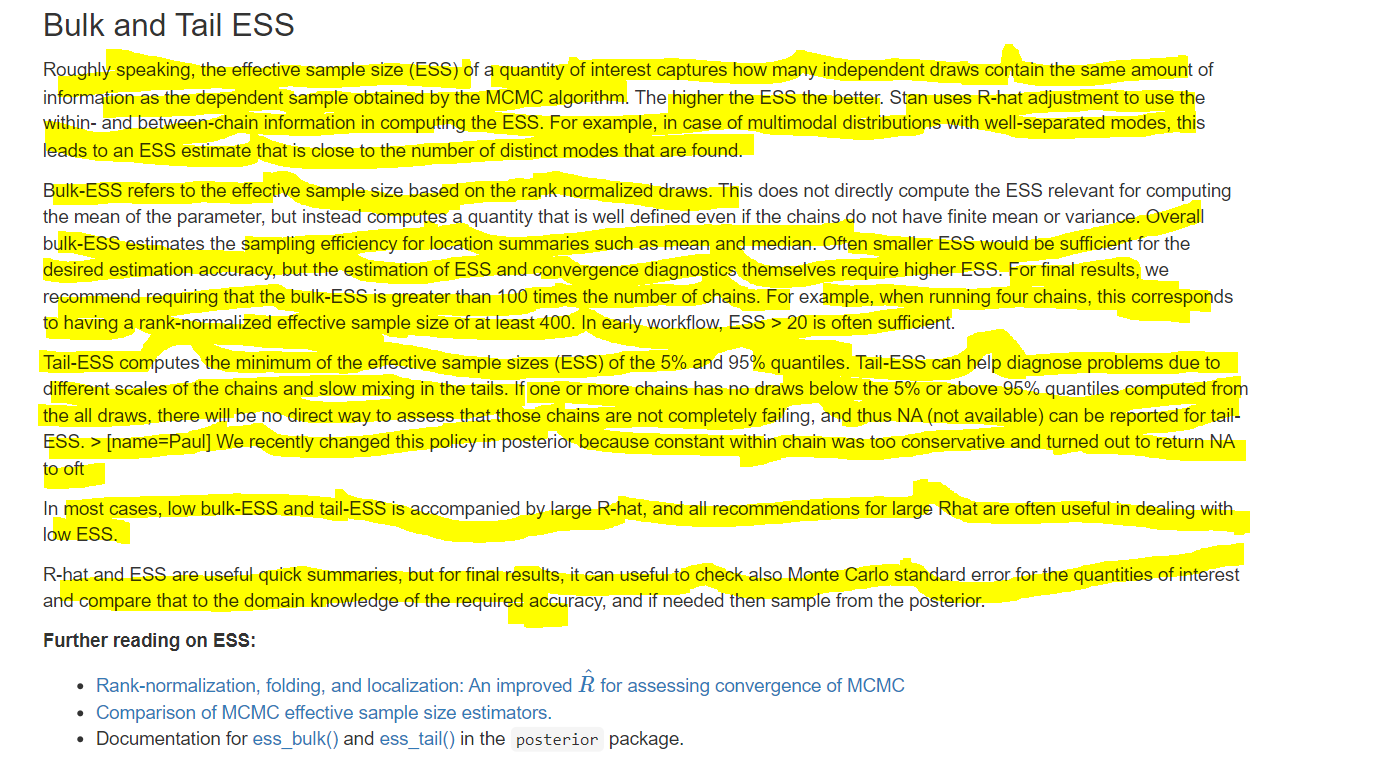 Bulk and Tail ESS
Roughly speaking, the effective sample size (ESS) of a quantity of interest captures how many independent draws contain the same amount of
information as the dependent sample obtained by the MCMC algorithm. The higher the ESS the better. Stan uses R-hat adjustment to use the
within- and between-chain information in computing the ESS. For example, in case of multimodal distributions with well-separated modes, this
leads to an ESS estimate that is close to the number of distinct modes that are found.
Bulk-ESS refers to the effective sample size based on the rank normalized draws. This does not directly compute the ESS relevant for computing
the mean of the parameter, but instead computes a quantity that is well defined even if the chains do not have finite mean or variance. Overall
bulk-ESS estimates the sampling efficiency for location summaries such as mean and median. Often smaller ESS would be sufficient for the
desired estimation accuracy, but the estimation of ESS and convergence diagnostics themselves require higher ESS. For final results, we
recommend requiring that the bulk-ESS is greater than 100 times the number of chains. For example, when running four chains, this corresponds
to having a rank-normalized effective sample size of at least 400. In early workflow, ESS > 20 is often sufficient.
Tail-ESS computes the minimum of the effective sample sizes (ESS) of the 5% and 95% quantiles. Tail-ESS can help diagnose problems due to
different scales of the chains and slow mixing in the tails. If one or more chains has no draws below the 5% or above 95% quantiles computed from
the all draws, there will be no direct way to assess that those chains are not completely failing, and thus NA (not available) can be reported for tail-
ESS. > [name=Paul] We recently changed this policy in posterior because constant within chain was too conservative and turned out to return NA
to oft
In most cases, low bulk-ESS and tail-ESS is accompanied by large R-hat, and all recommendations for large Rhat are often useful in dealing with
low ESS.
R-hat and ESS are useful quick summaries, but for final results, it can useful to check also Monte Carlo standard error for the quantities of interest
and compare that to the domain knowledge of the required accuracy, and if needed then sample from the posterior.
Further reading on ESS:
• Rank-normalization, folding, and localization: An improved R̂ for assessing convergence of MCMC
• Comparison of MCMC effective sample size estimators.
• Documentation for ess_bulk() and ess_tail() in the posterior package.